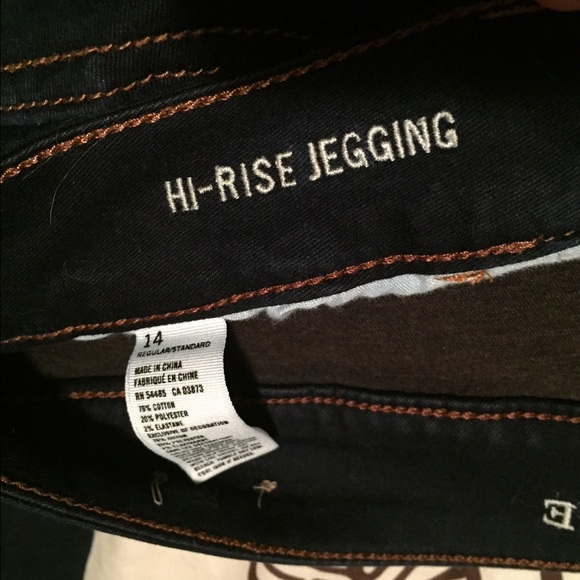 HI-RISE JEGGING
14
REGULAR/STANDARD
MADE IN CHINA
FABRIQUÉ EN CHINE
RN 54485 CA 03873
78% COTTON
20% POLYESTER
2% ELASTANE
EXCLUSIVE OF DECORATION
E